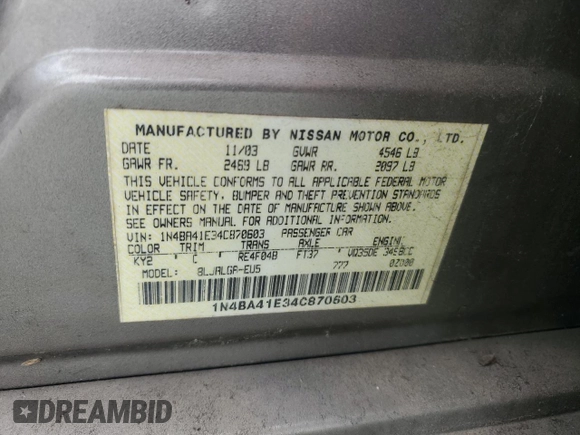 MANUFACTURED BY NISSAN MOTOR CO., LTD.
DATE 11/03 GVWR 4546 LB
GAWR FR. 2469 LB GAWR RR. 2097 LB
THIS VEHICLE CONFORMS TO ALL APPLICABLE FEDERAL MOTOR
VEHICLE SAFETY, BUMPER AND THEFT PREVENTION STANDARDS
IN EFFECT ON THE DATE OF MANUFACTURE SHOWN ABOVE.
SEE OWNERS MANUAL FOR ADDITIONAL INFORMATION.
VIN: 1N4BA41E34C870603 PASSENGER CAR
COLOR TRIM TRANS AXLE ENGINE
KY2 C RE4F04B FT37 VQ35DE 3498CC
MODEL: 777
1N4BA41E34C870603
DREAMBID